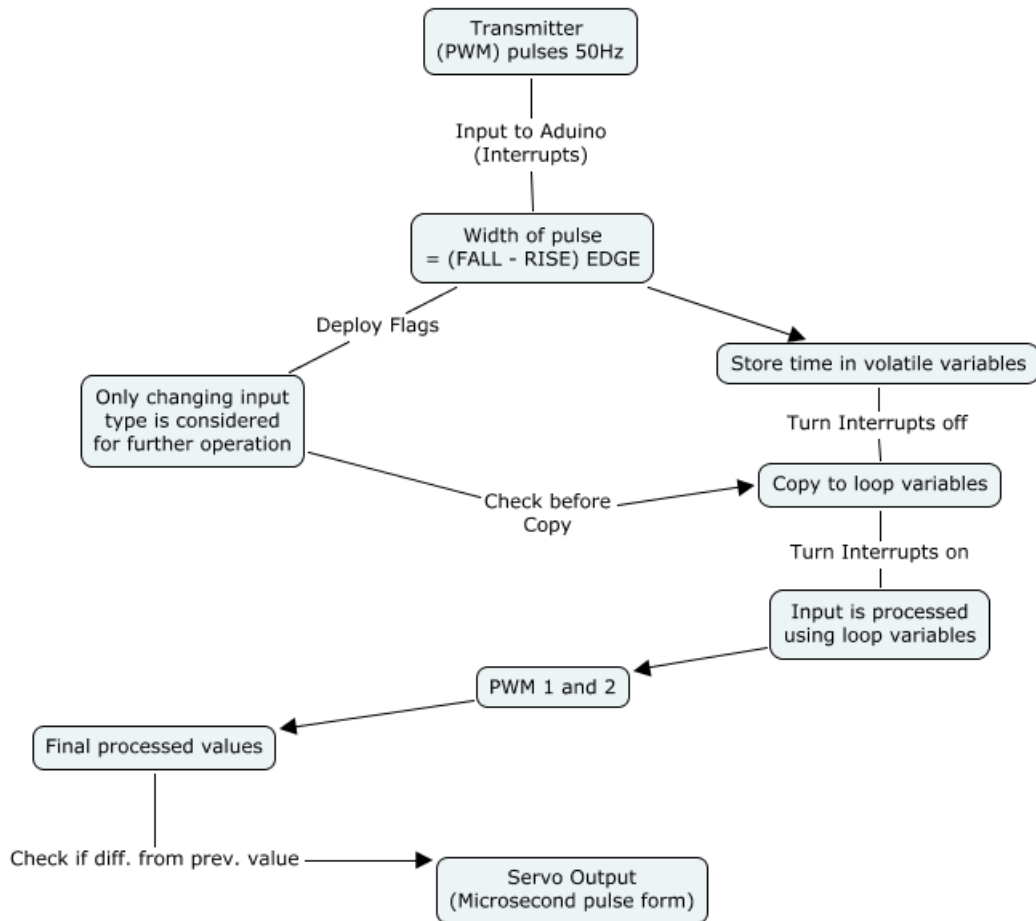 Transmitter
(PWM) pulses 50Hz
Input to Aduino
(Interrupts)
Width of pulse
= (FALL - RISE) EDGE
Deploy Flags
Store time in volatile variables
Only changing input
type is considered
for further operation
Turn Interrupts off
Copy to loop variables
Check before
Copy
Turn Interrupts on
Input is processed
using loop variables
PWM 1 and 2
Final processed values
Check if diff. from prev. value
Servo Output
(Microsecond pulse form)